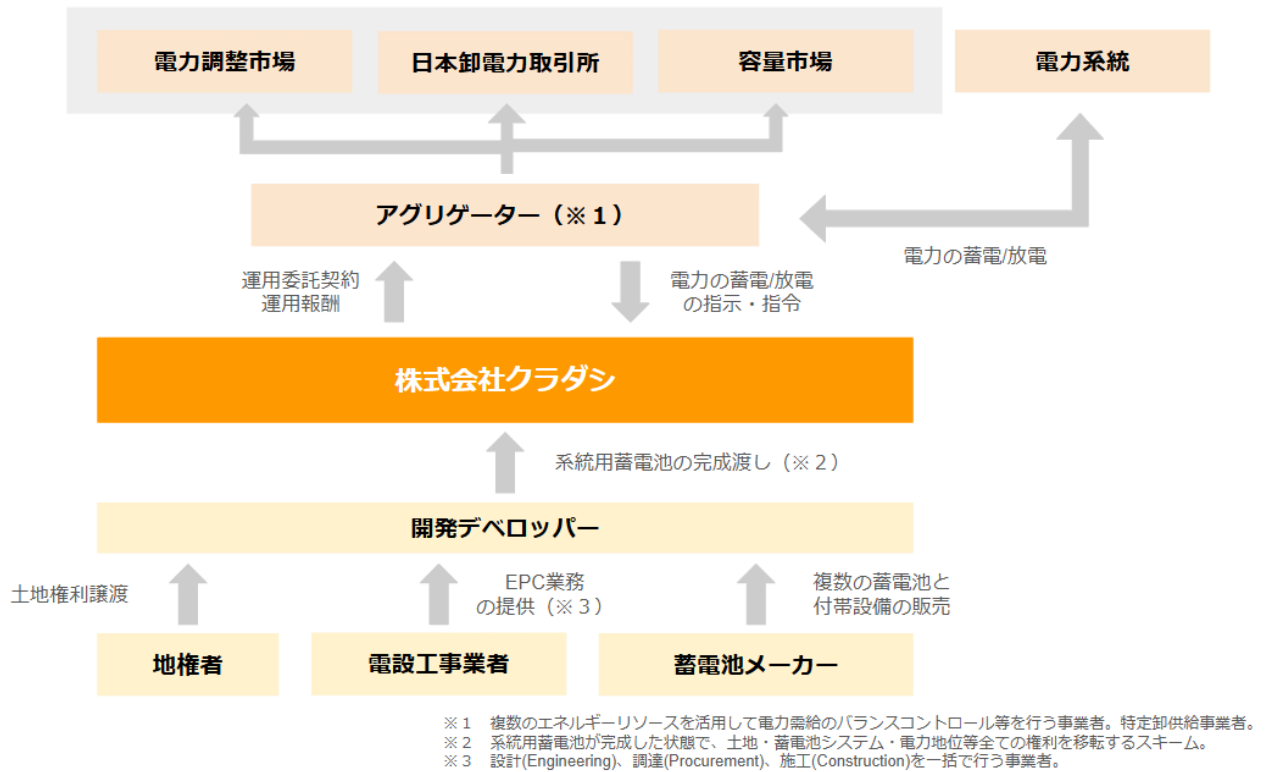 電力調整市場
日本卸電力取引所
容量市場
電力系統
アグリゲーター（※１）
電力の蓄電/放電
運用委託契約
運用報酬
電力の蓄電/放電
の指示・指令
株式会社クラダシ
系統用蓄電池の完成渡し（※２）
開発デベロッパー
土地権利譲渡
EPC業務
の提供（※３）
複数の蓄電池と
付帯設備の販売
地権者
電設工事業者
蓄電池メーカー
※１　複数のエネルギーリソースを活用して電力需給のバランスコントロール等を行う事業者。特定卸供給事業者。
※２　系統用蓄電池が完成した状態で、土地・蓄電池システム・電力地位等全ての権利を移転するスキーム。
※３　設計(Engineering)、調達(Procurement)、施工(Construction)を一括で行う事業者。